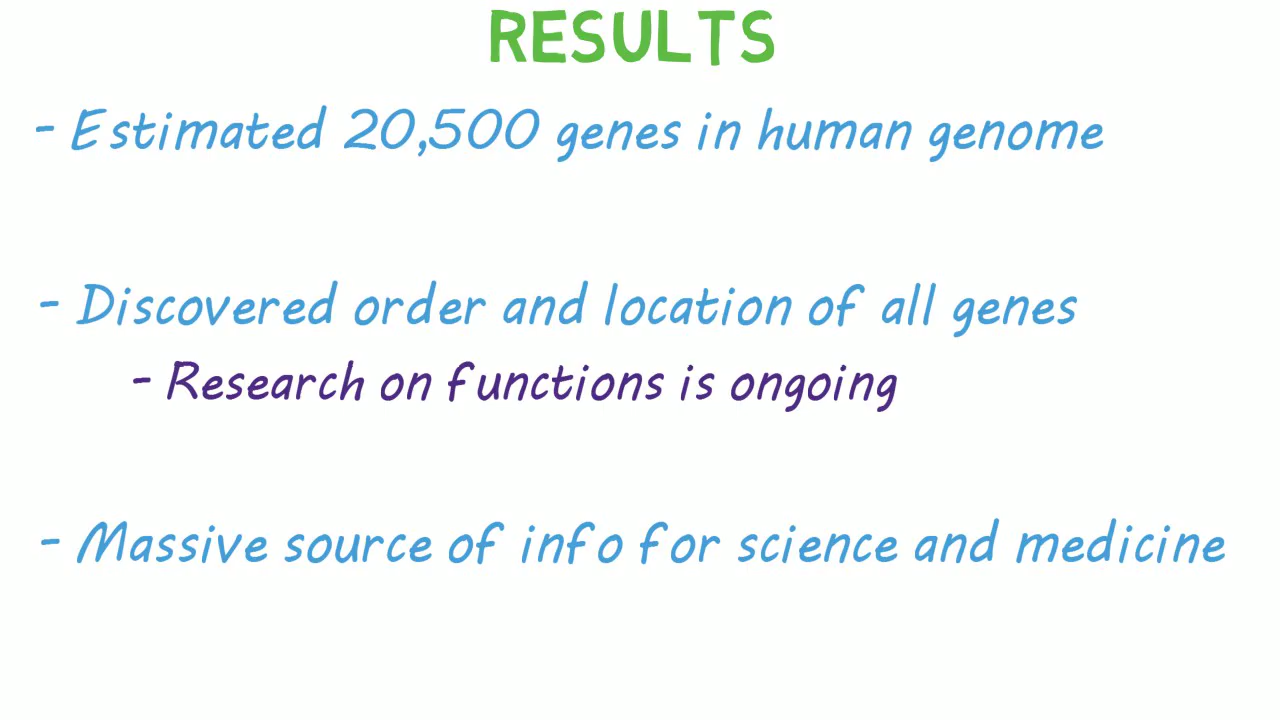 RESULTS
- Estimated 20,500 genes in human genome
- Discovered order and location of all genes
- Research on functions is ongoing
- Massive source of info for science and medicine